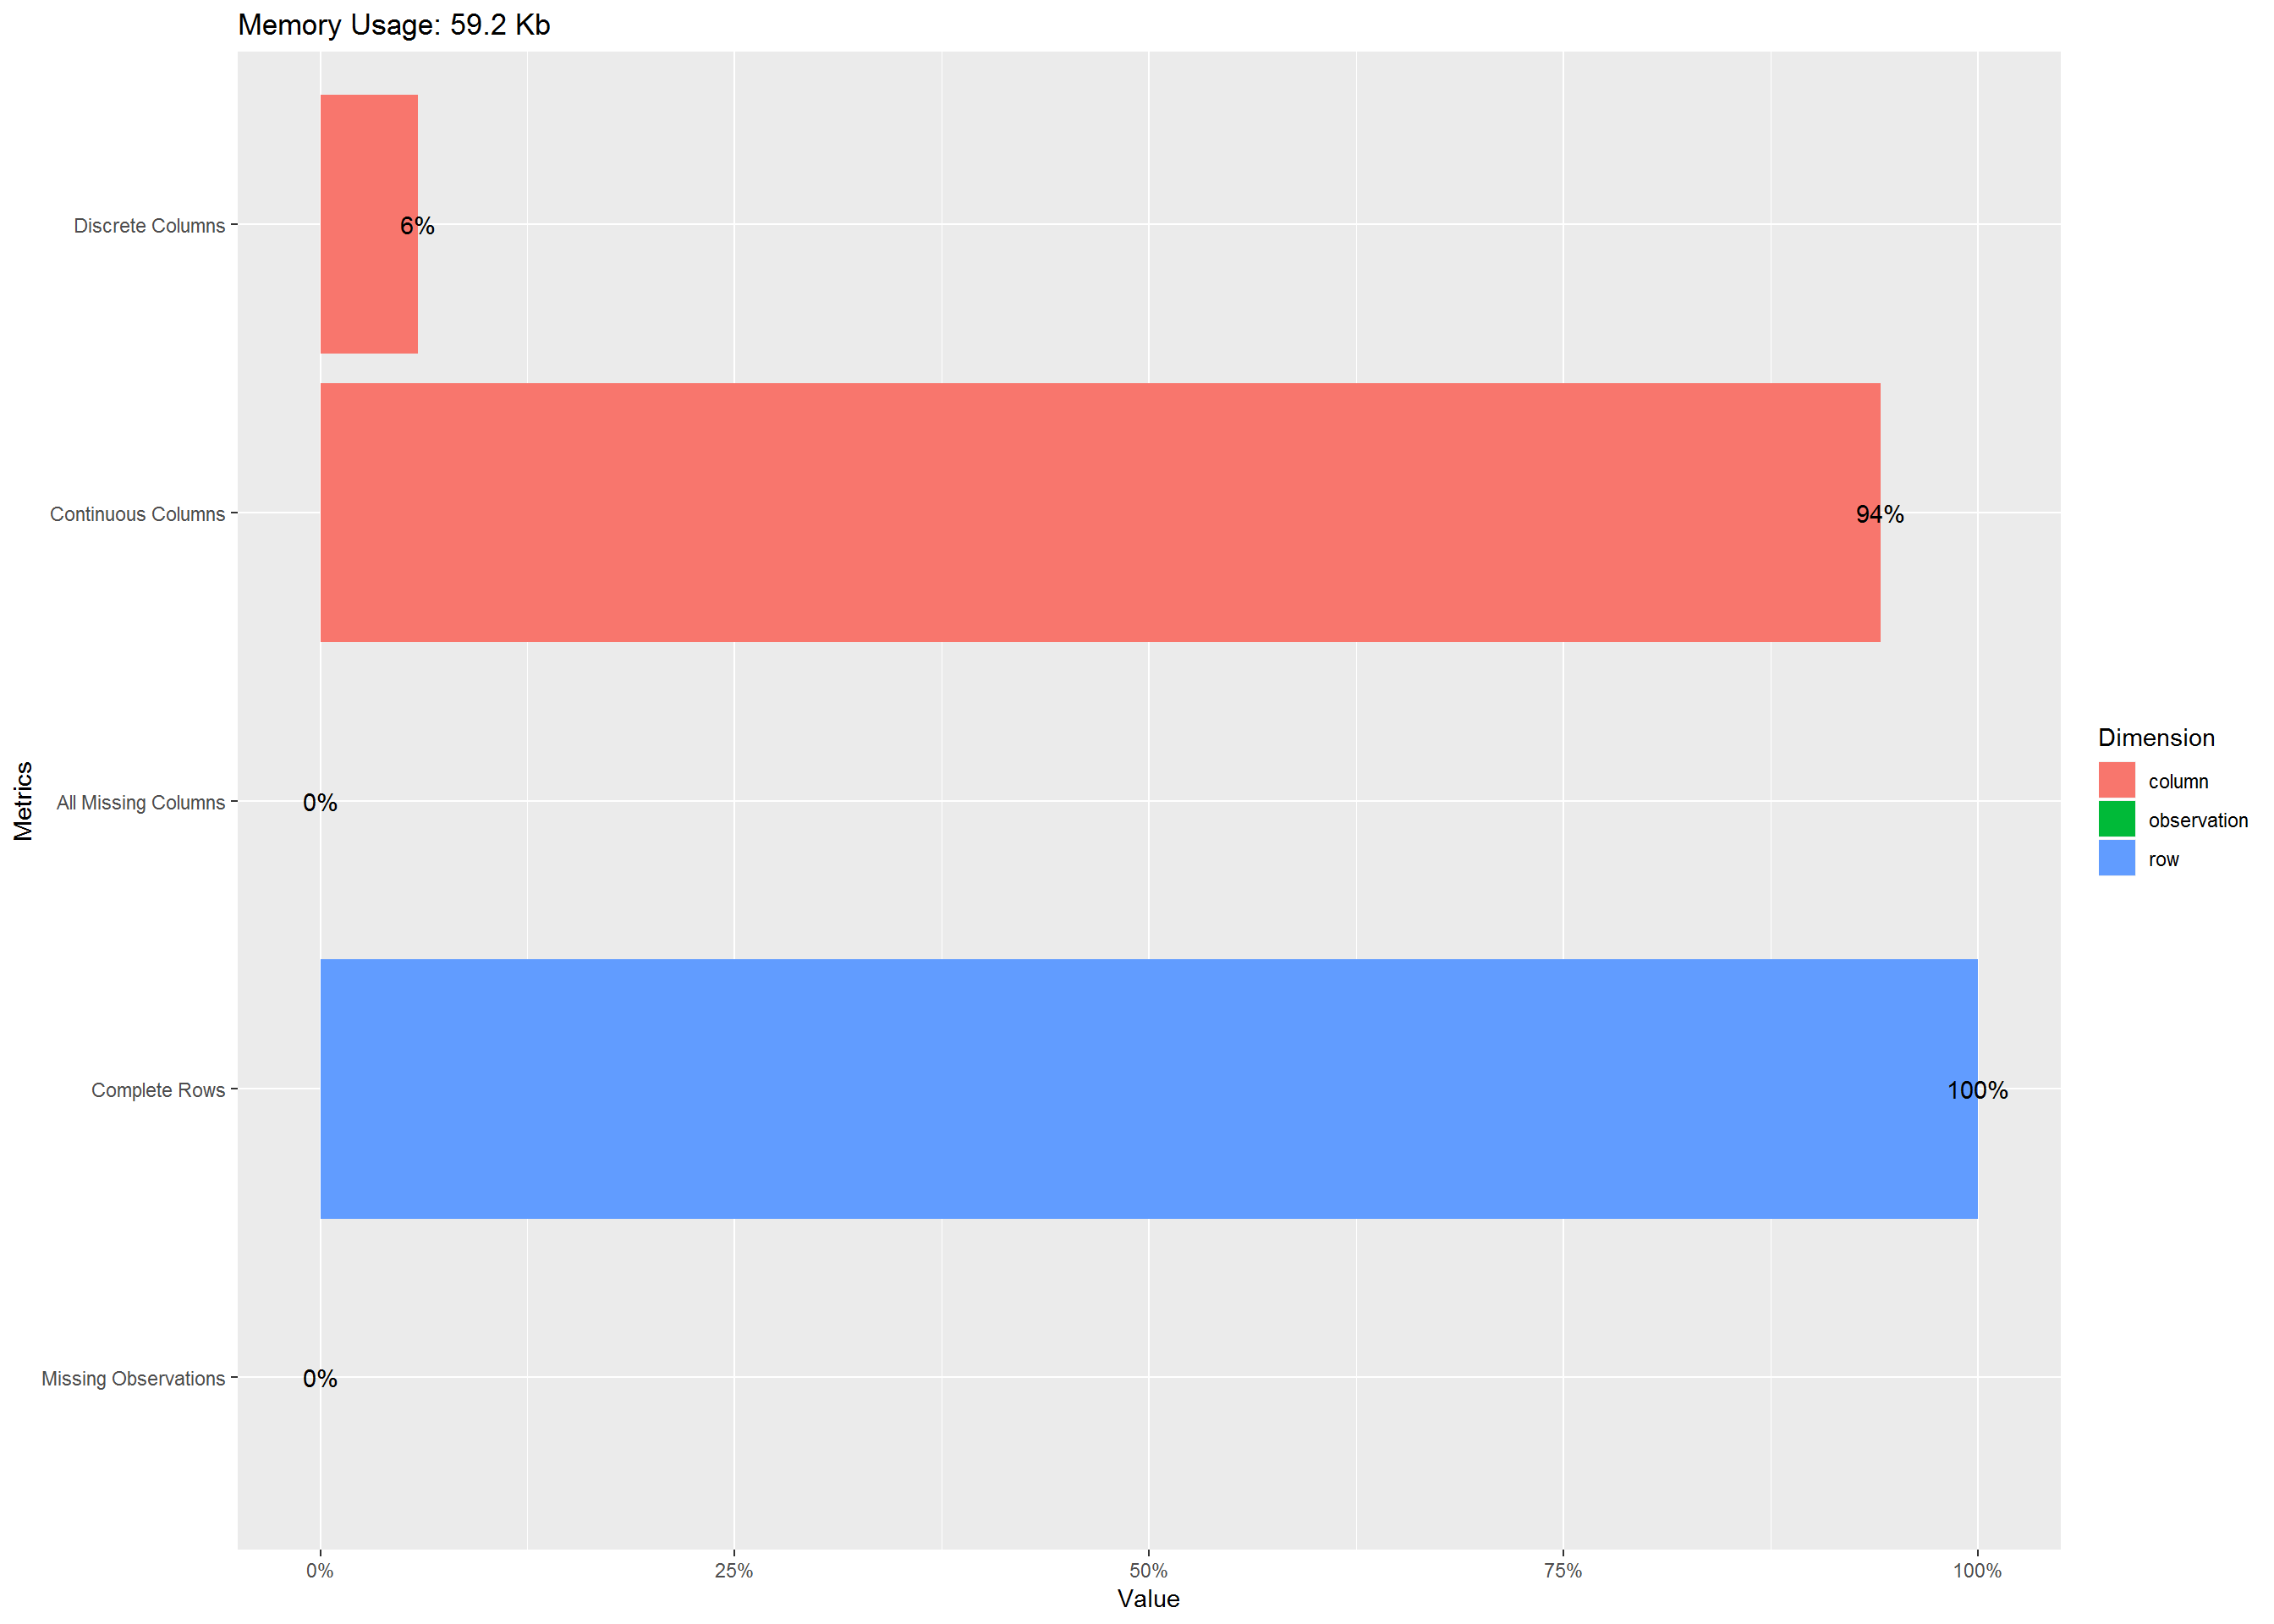 Memory Usage: 59.2 Kb
Discrete Columns
6%
Continuous Columns
94%
All Missing Columns
0%
Complete Rows
100%
Missing Observations
0%
Metrics
0% 25% 50% 75% 100%
Value
Dimension
column
observation
row